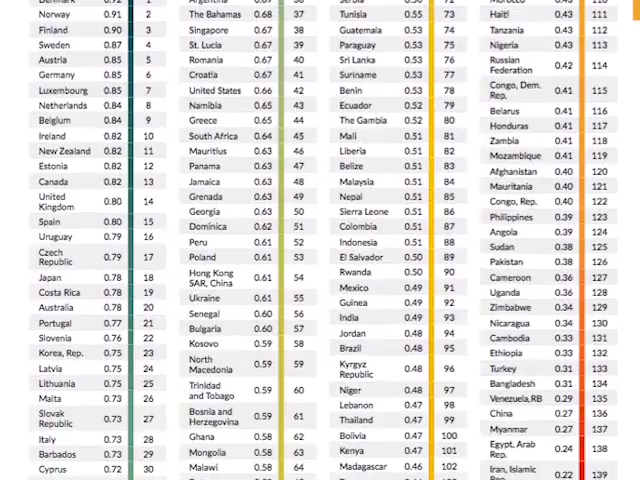 Denmark 0.92 1
Norway 0.91 2
Finland 0.90 3
Sweden 0.87 4
Austria 0.85 5
Germany 0.85 6
Luxembourg 0.85 7
Netherlands 0.84 8
Belgium 0.84 9
Ireland 0.82 10
New Zealand 0.82 11
Estonia 0.82 12
Canada 0.82 13
United
Kingdom 0.80 14
Spain 0.80 15
Uruguay 0.79 16
Czech
Republic 0.79 17
Japan 0.78 18
Costa Rica 0.78 19
Australia 0.78 20
Portugal 0.77 21
Slovenia 0.76 22
Korea, Rep. 0.75 23
Latvia 0.75 24
Lithuania 0.75 25
Malta 0.73 26
Slovak
Republic 0.73 27
Italy 0.73 28
Barbados 0.73 29
Cyprus 0.72 30
Argentina
The Bahamas 0.68 37
Singapore 0.67 38
St. Lucia 0.67 39
Romania 0.67 40
Croatia 0.67 41
United States 0.66 42
Namibia 0.65 43
Greece 0.65 44
South Africa 0.64 45
Mauritius 0.63 46
Panama 0.63 47
Jamaica 0.63 48
Grenada 0.63 49
Georgia 0.63 50
Dominica 0.62 51
Peru 0.61 52
Poland 0.61 53
Hong Kong
SAR, China 0.61 54
Ukraine 0.61 55
Senegal 0.60 56
Bulgaria 0.60 57
Kosovo 0.59 58
North
Macedonia 0.59 59
Trinidad
and Tobago 0.59 60
Bosnia and
Herzegovina 0.59 61
Ghana 0.58 62
Mongolia 0.58 63
Malawi 0.58 64
Serbia 72
Tunisia 0.55 73
Guatemala 0.53 74
Paraguay 0.53 75
Sri Lanka 0.53 76
Suriname 0.53 77
Benin 0.53 78
Ecuador 0.52 79
The Gambia 0.52 80
Mali 0.51 81
Liberia 0.51 82
Belize 0.51 83
Malaysia 0.51 84
Nepal 0.51 85
Sierra Leone 0.51 86
Colombia 0.51 87
Indonesia 0.51 88
El Salvador 0.50 89
Rwanda 0.50 90
Mexico 0.49 91
Guinea 0.49 92
India 0.49 93
Jordan 0.48 94
Brazil 0.48 95
Kyrgyz
Republic 0.48 96
Niger 0.48 97
Lebanon 0.47 98
Thailand 0.47 99
Bolivia 0.47 100
Kenya 0.47 101
Madagascar 0.46 102
Morocco 0.43 110
Haiti 0.43 111
Tanzania 0.43 112
Nigeria 0.43 113
Russian
Federation 0.42 114
Congo, Dem.
Rep. 0.41 115
Belarus 0.41 116
Honduras 0.41 117
Zambia 0.41 118
Mozambique 0.41 119
Afghanistan 0.40 120
Mauritania 0.40 121
Congo, Rep. 0.40 122
Philippines 0.39 123
Angola 0.39 124
Sudan 0.38 125
Pakistan 0.38 126
Cameroon 0.36 127
Uganda 0.36 128
Zimbabwe 0.34 129
Nicaragua 0.34 130
Cambodia 0.33 131
Ethiopia 0.33 132
Turkey 0.31 133
Bangladesh 0.31 134
Venezuela,RB 0.29 135
China 0.27 136
Myanmar 0.27 137
Egypt, Arab
Rep. 0.24 138
Iran, Islamic
Rep. 0.22 139